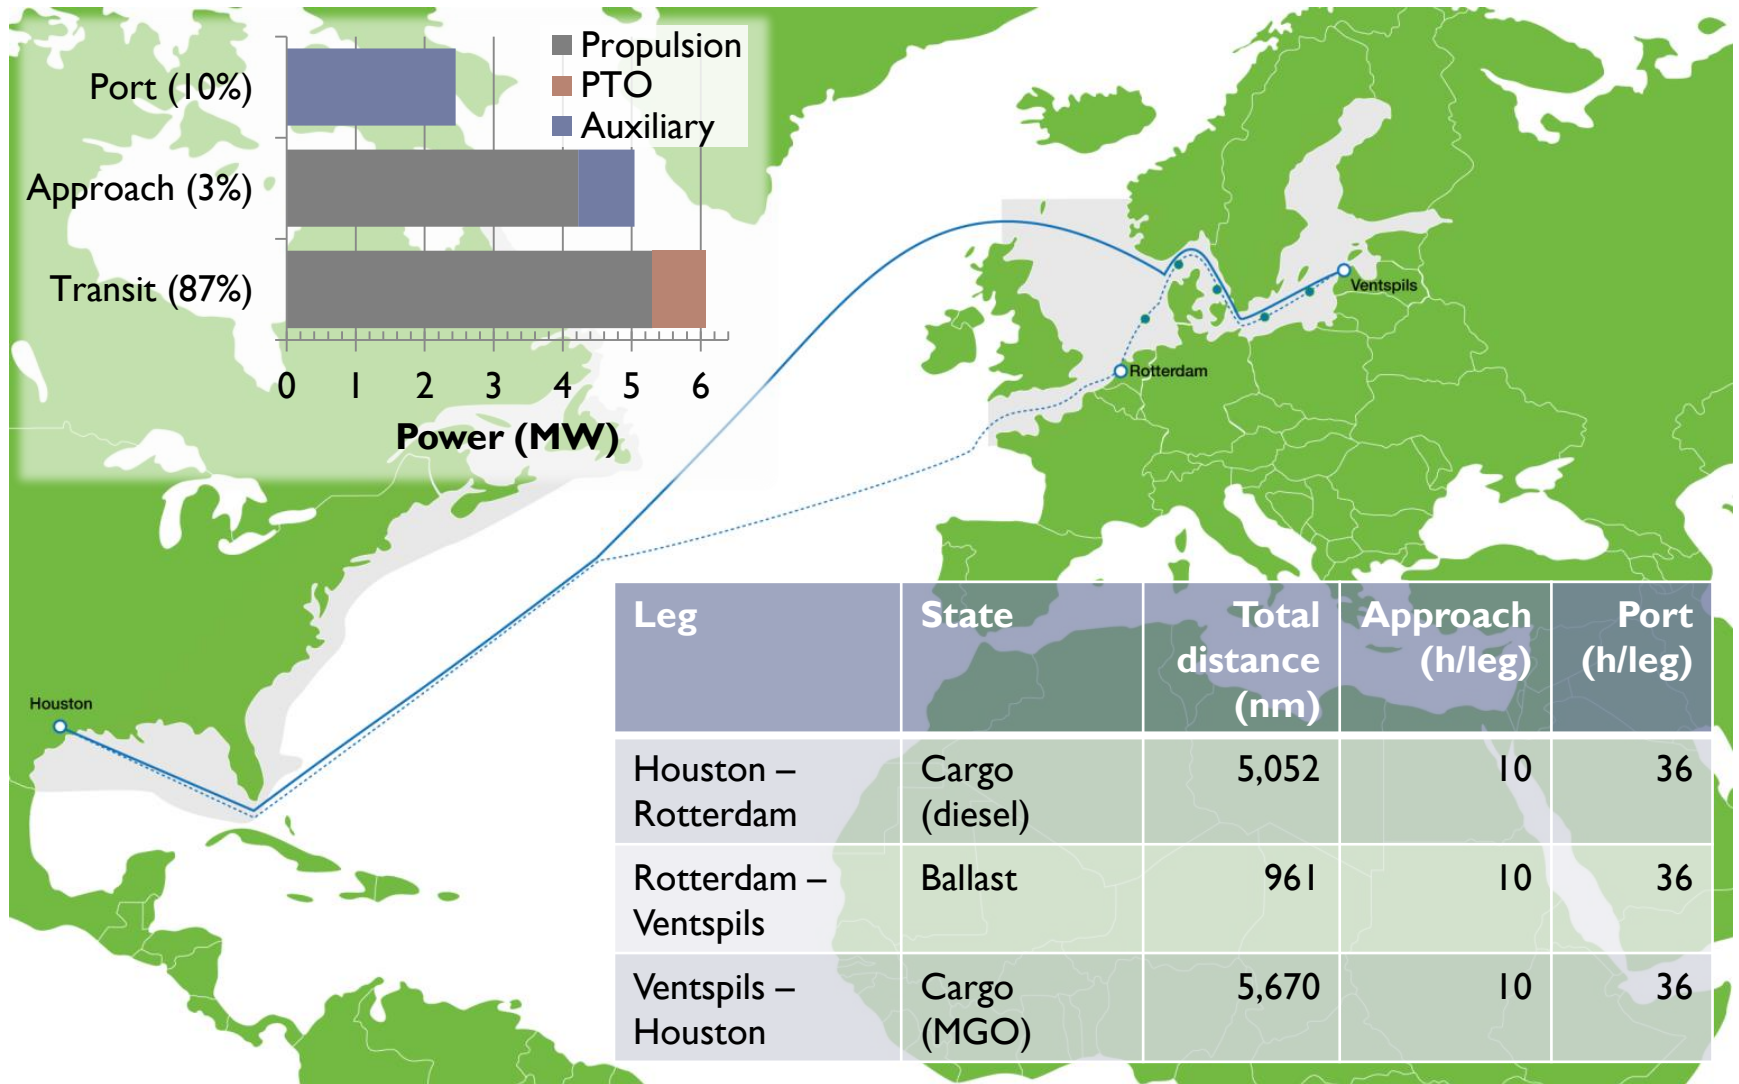 Propulsion
PTO
Auxiliary
Port (10%)
Approach (3%)
Transit (87%)
0 1 2 3 4 5 6
Power (MW)
Ventspils
Rotterdam
Houston
Leg State Total distance (nm) Approach (h/leg) Port (h/leg)
Houston – Rotterdam Cargo (diesel) 5,052 10 36
Rotterdam – Ventspils Ballast 961 10 36
Ventspils – Houston Cargo (MGO) 5,670 10 36